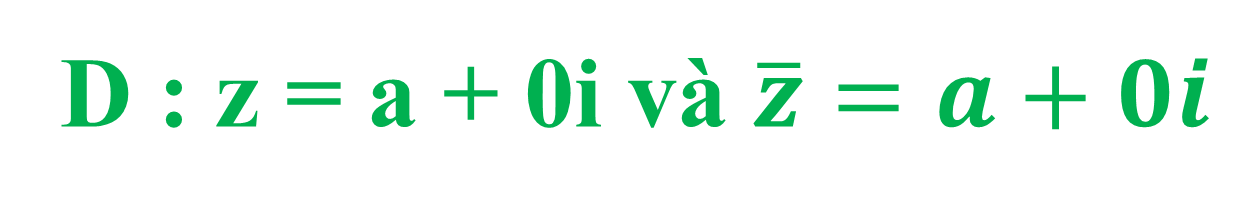 D : z = a + 0i và z̅ = a + 0i